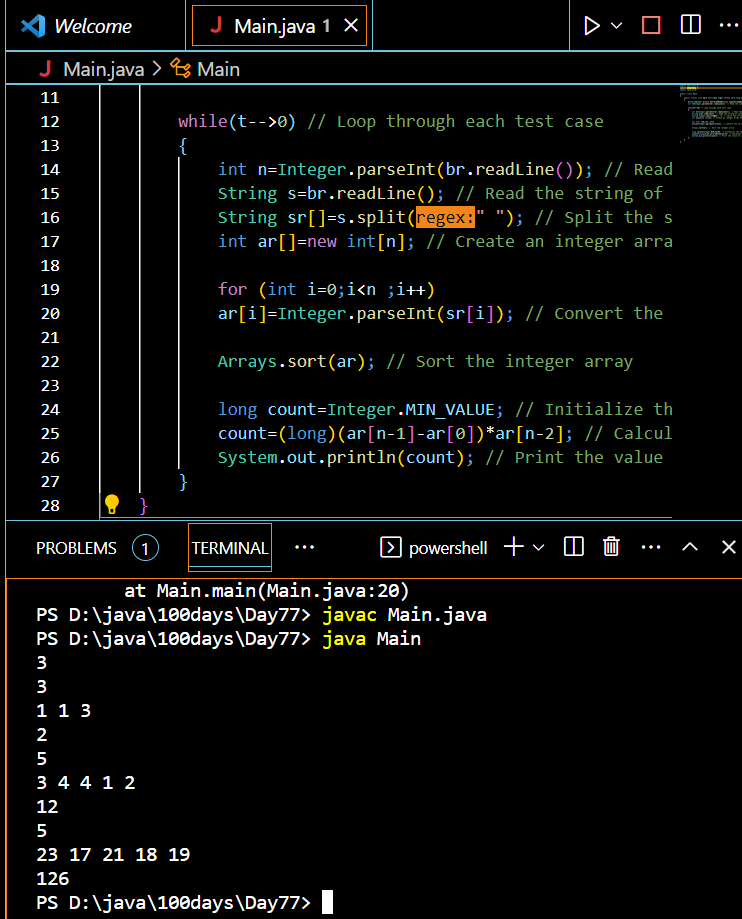 Welcome
Main.java 1
Main.java > Main
11
12 while(t-->0) // Loop through each test case
13 {
14 int n=Integer.parseInt(br.readLine()); // Read
15 String s=br.readLine(); // Read the string of
16 String sr[]=s.split(regex:" "); // Split the s
17 int ar[]=new int[n]; // Create an integer arra
18
19 for (int i=0;i<n ;i++)
20 ar[i]=Integer.parseInt(sr[i]); // Convert the
21
22 Arrays.sort(ar); // Sort the integer array
23
24 long count=Integer.MIN_VALUE; // Initialize th
25 count=(long)(ar[n-1]-ar[0])*ar[n-2]; // Calcul
26 System.out.println(count); // Print the value
27 }
28 }
PROBLEMS 1 TERMINAL ... powershell
at Main.main(Main.java:20)
PS D:\java\100days\Day77> javac Main.java
PS D:\java\100days\Day77> java Main
3
3
1 1 3
2
5
3 4 4 1 2
12
5
23 17 21 18 19
126
PS D:\java\100days\Day77>